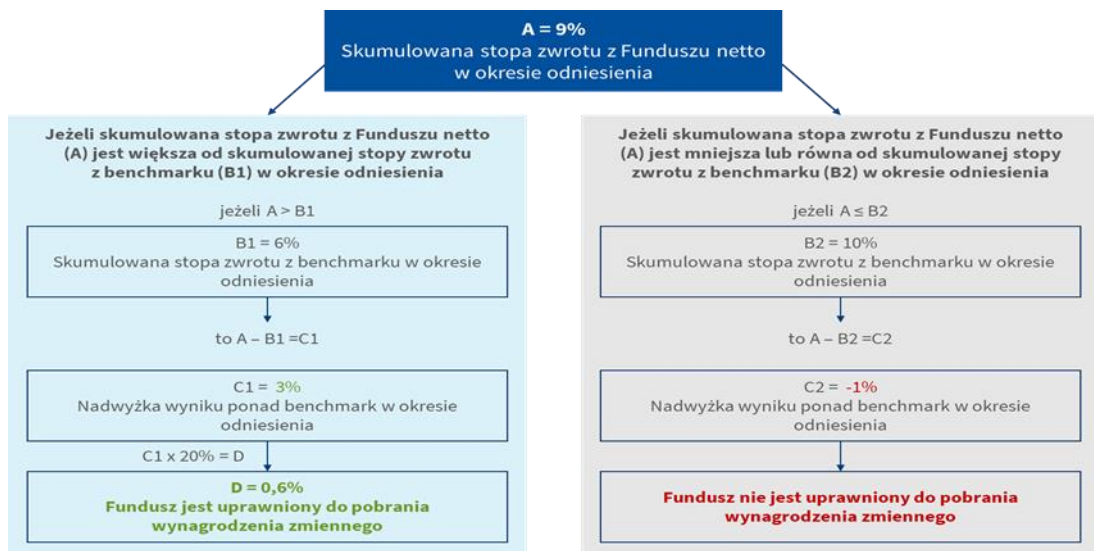 A = 9%
Skumulowana stopa zwrotu z Funduszu netto
w okresie odniesienia
Jeżeli skumulowana stopa zwrotu z Funduszu netto
(A) jest większa od skumulowanej stopy zwrotu
z benchmarku (B1) w okresie odniesienia
jeżeli A > B1
B1 = 6%
Skumulowana stopa zwrotu z benchmarku w okresie
odniesienia
to A – B1 =C1
C1 = 3%
Nadwyżka wyniku ponad benchmark w okresie
odniesienia
C1 x 20% = D
D = 0,6%
Fundusz jest uprawniony do pobrania
wynagrodzenia zmiennego
Jeżeli skumulowana stopa zwrotu z Funduszu netto
(A) jest mniejsza lub równa od skumulowanej stopy
zwrotu z benchmarku (B2) w okresie odniesienia
jeżeli A ≤ B2
B2 = 10%
Skumulowana stopa zwrotu z benchmarku w okresie
odniesienia
to A – B2 =C2
C2 = -1%
Nadwyżka wyniku ponad benchmark w okresie
odniesienia
Fundusz nie jest uprawniony do pobrania
wynagrodzenia zmiennego